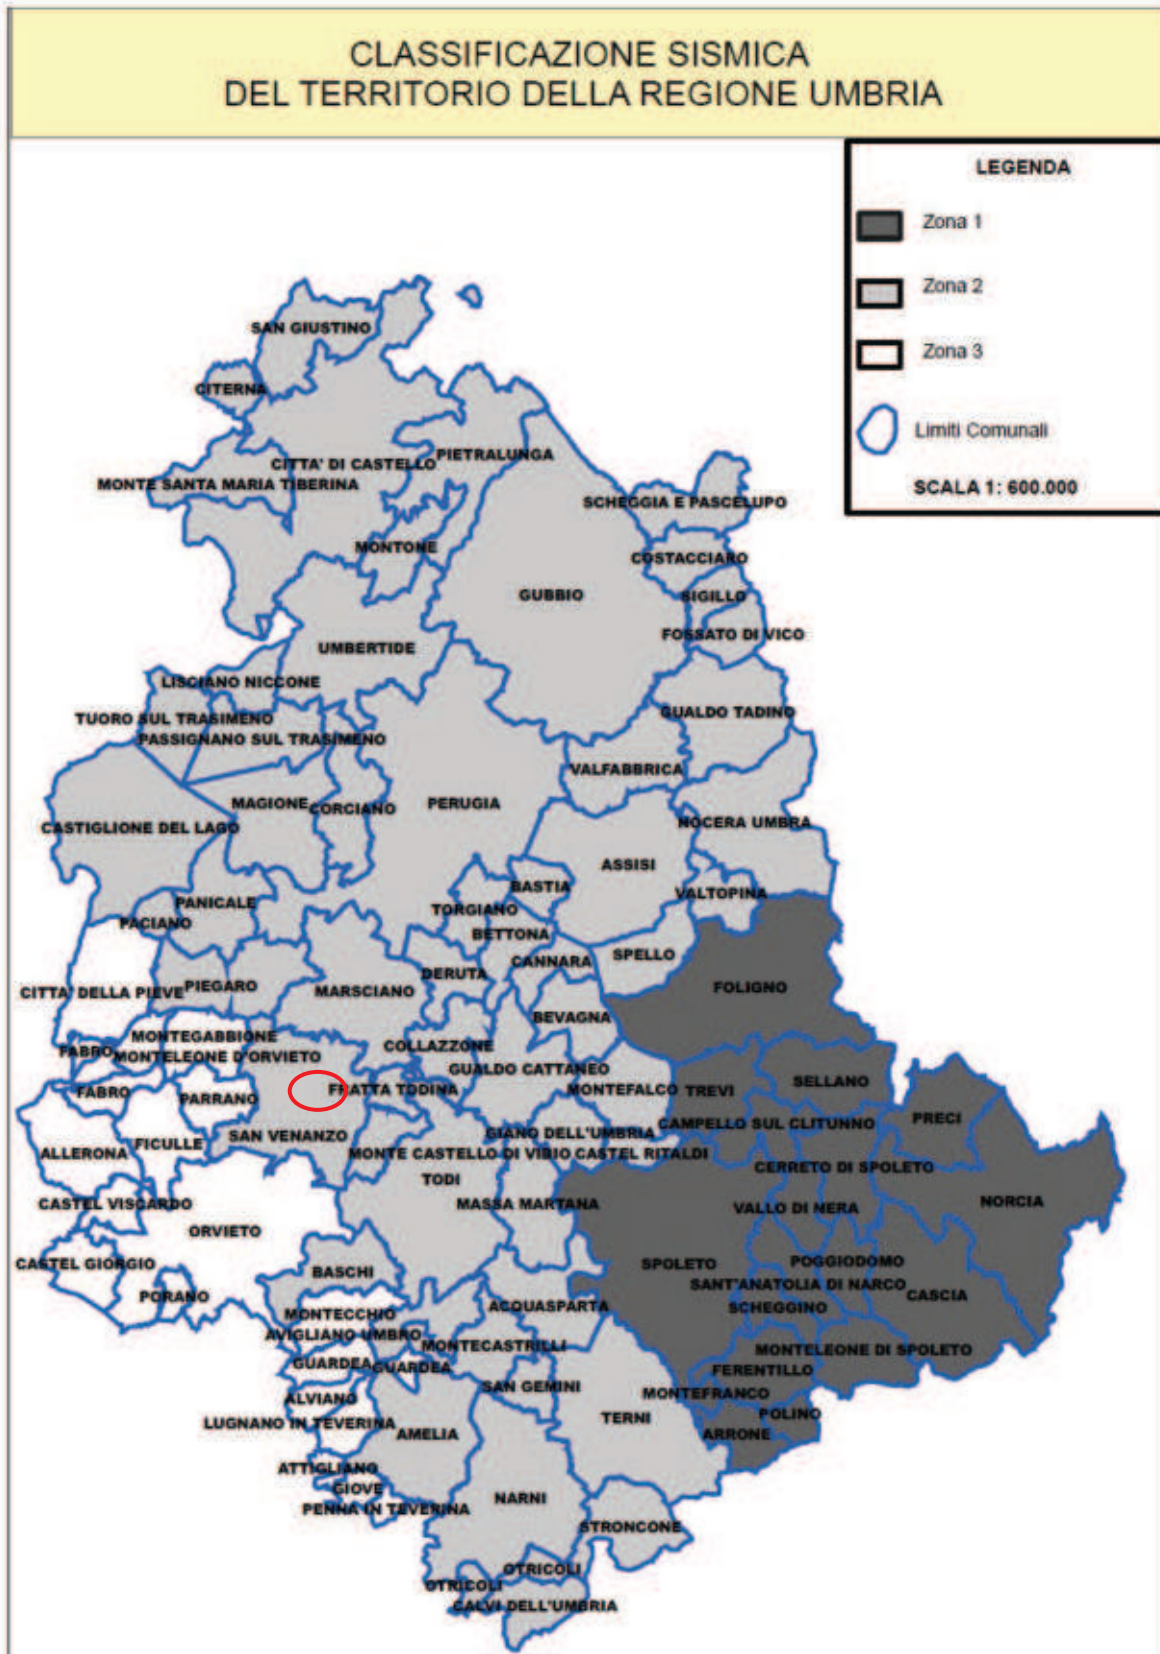 CLASSIFICAZIONE SISMICA
DEL TERRITORIO DELLA REGIONE UMBRIA
LEGENDA
Zona 1
Zona 2
Zona 3
Limiti Comunali
SCALA 1: 600.000
SAN GIUSTINO
CITERNA
PIETRALUNGA
CITTA' DI CASTELLO
MONTE SANTA MARIA TIBERINA
SCHEGGIA E PASCELUPO
MONTONE
COSTACCIARO
GUBBIO
SIGILLO
FOSSATO DI VICO
UMBERTIDE
LISCIANO NICCONE
GUALDO TADINO
TUORO SUL TRASIMENO
PASSIGNANO SUL TRASIMENO
VALFABBRICA
MAGIONE
CORCIANO
PERUGIA
NOCERA UMBRA
CASTIGLIONE DEL LAGO
ASSISI
BASTIA
VALTOPINA
PANICALE
TORGIANO
PACIANO
BETTONA
SPELLO
CANNARA
DERUTA
CITTA' DELLA PIEVE
PIEGARO
MARSCIANO
FOLIGNO
BEVAGNA
MONTEGABBIONE
COLLAZZONE
FABRO
MONTELEONE D'ORVIETO
GUALDO CATTANEO
SELLANO
FABRO
PARRANO
FRATTA TODINA
MONTEFALCO
TREVI
PRECI
CAMPELLO SUL CLITUNNO
SAN VENANZO
GIANO DELL'UMBRIA
FICULLE
ALLERONA
MONTE CASTELLO DI VIBIO
CASTEL RITALDI
CERRETO DI SPOLETO
TODI
CASTEL VISCARDO
MASSA MARTANA
VALLO DI NERA
NORCIA
ORVIETO
CASTEL GIORGIO
SPOLETO
POGGIODOMO
BASCHI
SANT'ANATOLIA DI NARCO
PORANO
CASCIA
ACQUASPARTA
SCHEGGINO
MONTECCHIO
AVIGLIANO UMBRO
MONTECASTRILLI
MONTELEONE DI SPOLETO
GUARDEA
GUARDEA
FERENTILLO
SAN GEMINI
MONTEFRANCO
ALVIANO
POLINO
LUGNANO IN TEVERINA
AMELIA
TERNI
ARRONE
ATTIGLIANO
GIOVE
NARNI
PENNA IN TEVERINA
STRONCONE
OTRICOLI
OTRICOLI
CALVI DELL'UMBRIA